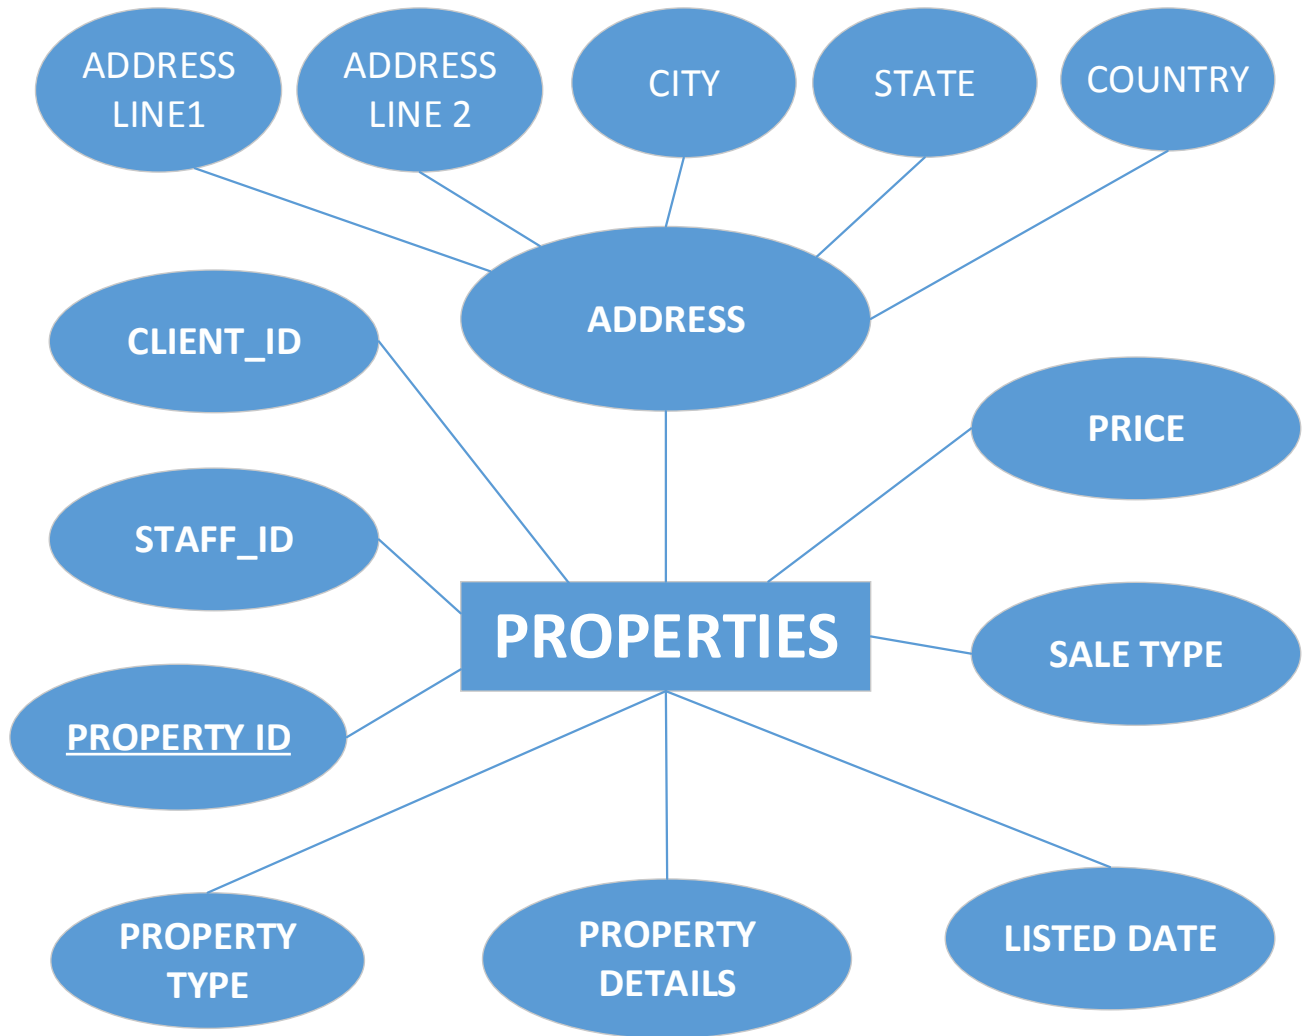 ADDRESS
LINE1
ADDRESS
LINE 2
CITY
STATE
COUNTRY
ADDRESS
CLIENT_ID
PRICE
STAFF_ID
PROPERTIES
SALE TYPE
PROPERTY ID
PROPERTY
TYPE
PROPERTY
DETAILS
LISTED DATE